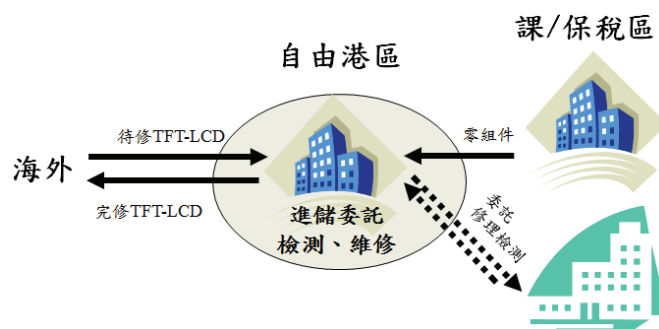 課/保稅區
自由港區
待修TFT-LCD
零組件
海外
完修TFT-LCD
進儲委託
檢測、維修
委託
修理檢測